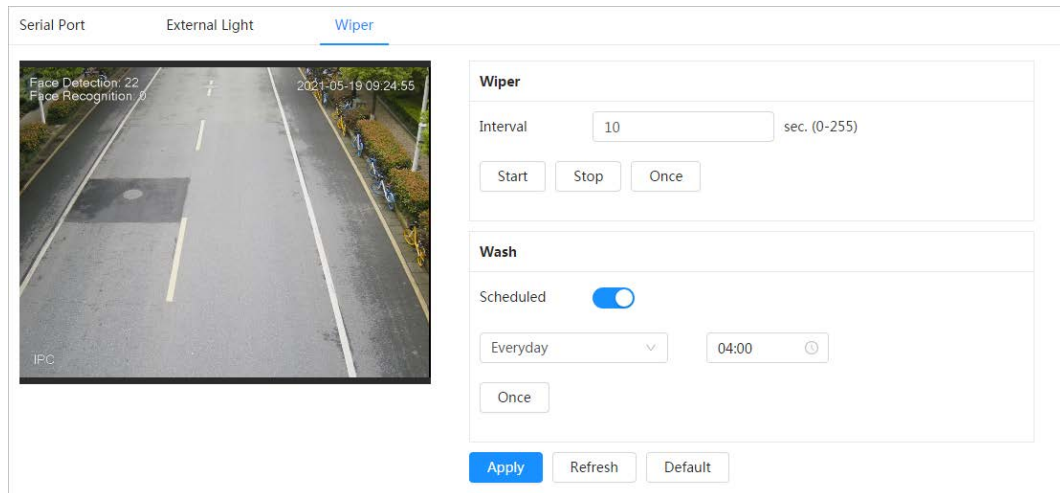 Serial Port External Light Wiper
Face Detection: 22 2021-05-19 09:24:55
Face Recognition: 0
IPC
Wiper
Interval 10 sec. (0-255)
Start Stop Once
Wash
Scheduled
Everyday 04:00
Once
Apply Refresh Default